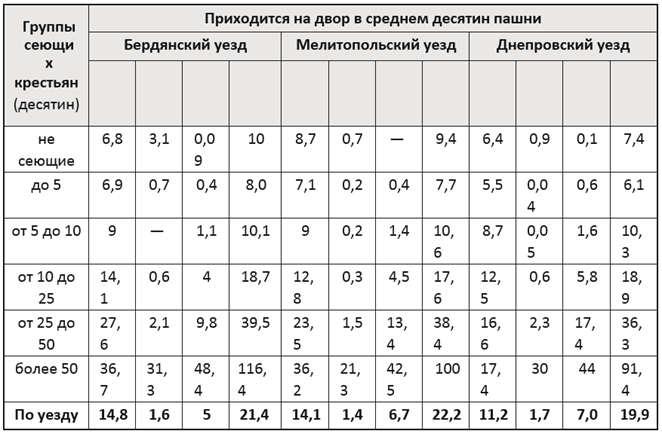 Группы
сеющи
х
крестьян
(десятин)
Приходится на двор в среднем десятин пашни
Бердянский уезд Мелитопольский уезд Днепровский уезд
не сеющие 6,8 3,1 0,09 10 8,7 0,7 — 9,4 6,4 0,9 0,1 7,4
до 5 6,9 0,7 0,4 8,0 7,1 0,2 0,4 7,7 5,5 0,04 0,6 6,1
от 5 до 10 9 — 1,1 10,1 9 0,2 1,4 10,6 8,7 0,05 1,6 10,3
от 10 до 25 14,1 0,6 4 18,7 12,8 0,3 4,5 17,6 12,5 0,6 5,8 18,9
от 25 до 50 27,6 2,1 9,8 39,5 23,5 1,5 13,4 38,4 16,6 2,3 17,4 36,3
более 50 36,7 31,3 48,4 116,4 36,2 21,3 42,5 100 17,4 30 44 91,4
По уезду 14,8 1,6 5 21,4 14,1 1,4 6,7 22,2 11,2 1,7 7,0 19,9